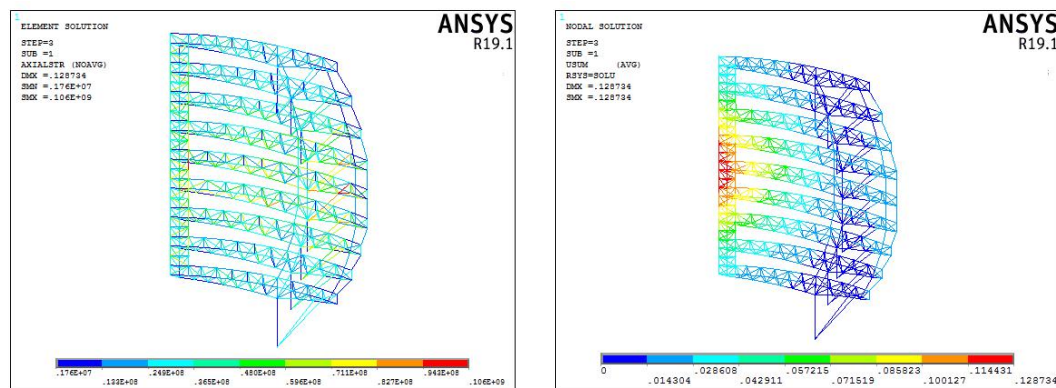 1
ELEMENT SOLUTION
STEP=3
SUB =1
AXIALSTR (NOAVG)
DMX =.128734
SMN =.176E+07
SMX =.106E+09
ANSYS
R19.1
.176E+07
.133E+08
.249E+08
.365E+08
.480E+08
.596E+08
.711E+08
.827E+08
.943E+08
.106E+09
1
NODAL SOLUTION
STEP=3
SUB =1
USUM (AVG)
RSYS=SOLU
DMX =.128734
SMX =.128734
ANSYS
R19.1
0
.014304
.028608
.042911
.057215
.071519
.085823
.100127
.114431
.128734